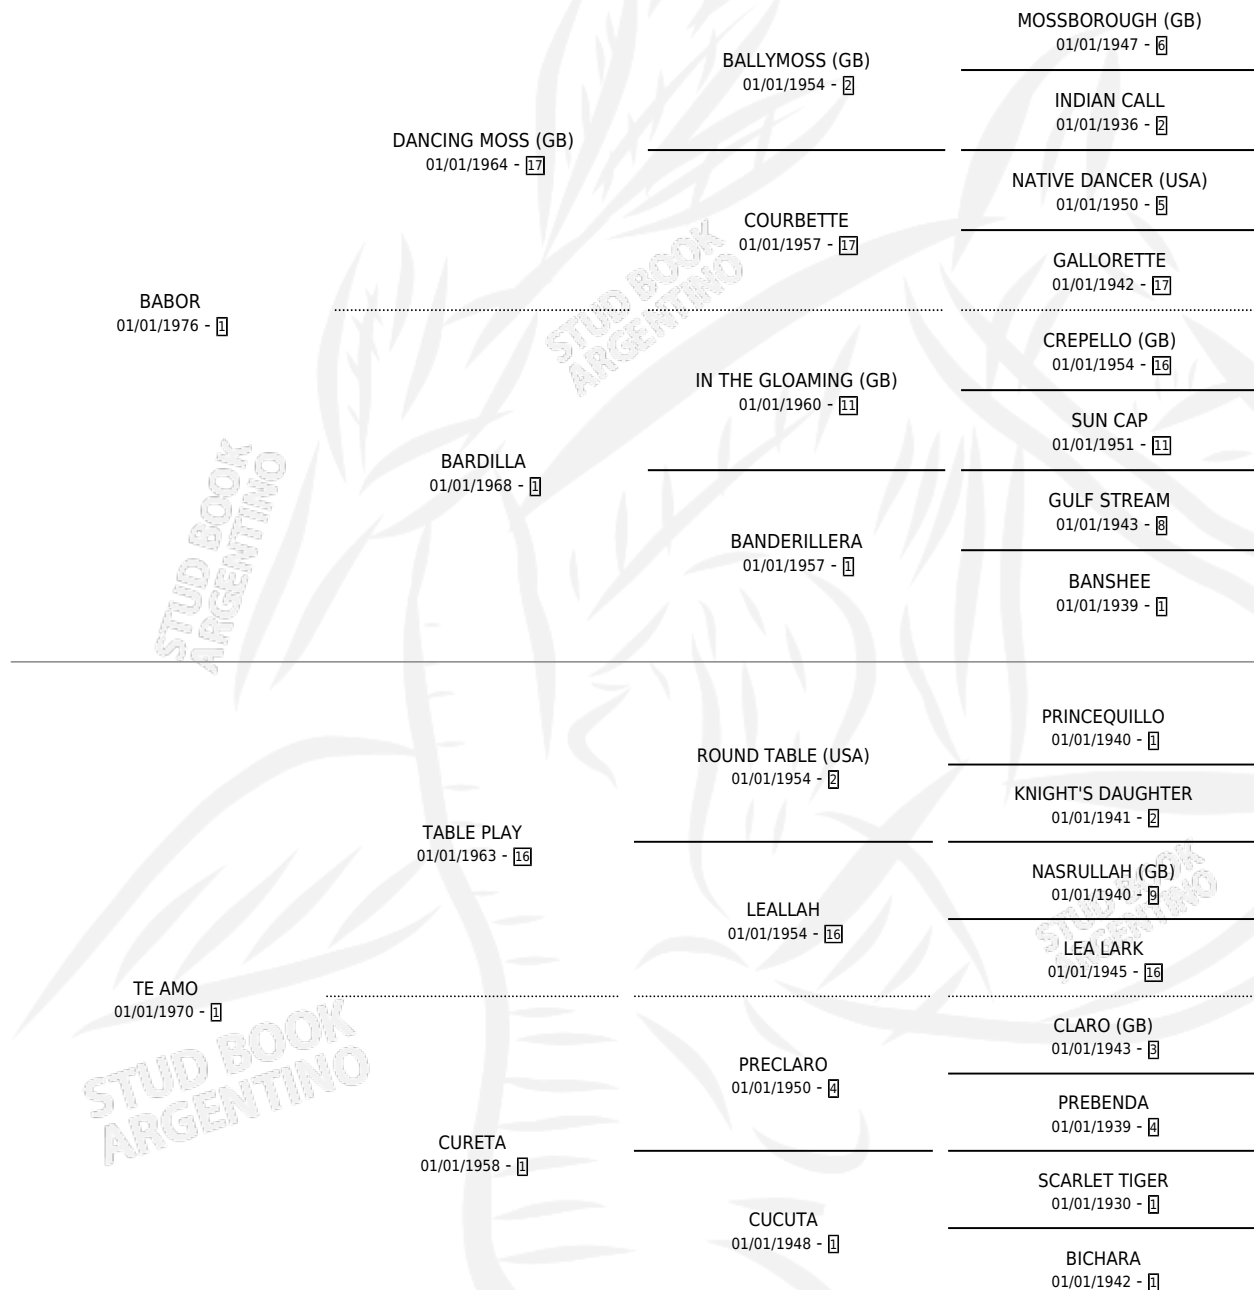 MOSSBOROUGH (GB)
01/01/1947 - 6
BALLYMOSS (GB)
01/01/1954 - 2
INDIAN CALL
01/01/1936 - 2
DANCING MOSS (GB)
01/01/1964 - 17
NATIVE DANCER (USA)
01/01/1950 - 5
COURBETTE
01/01/1957 - 17
GALLORETTE
01/01/1942 - 17
BABOR
01/01/1976 - 1
CREPELLO (GB)
01/01/1954 - 16
IN THE GLOAMING (GB)
01/01/1960 - 11
SUN CAP
01/01/1951 - 11
BARDILLA
01/01/1968 - 1
GULF STREAM
01/01/1943 - 8
BANDERILLERA
01/01/1957 - 1
BANSHEE
01/01/1939 - 1
STUD BOOK
ARGENTINO
STUD BOOK
ARGENTINO
PRINCEQUILLO
01/01/1940 - 1
ROUND TABLE (USA)
01/01/1954 - 2
KNIGHT'S DAUGHTER
01/01/1941 - 2
TABLE PLAY
01/01/1963 - 16
NASRULLAH (GB)
01/01/1940 - 9
LEALLAH
01/01/1954 - 16
LEA LARK
01/01/1945 - 16
STUD BOOK
ARGENTINO
TE AMO
01/01/1970 - 1
CLARO (GB)
01/01/1943 - 3
PRECLARO
01/01/1950 - 4
PREBENDA
01/01/1939 - 4
STUD BOOK
ARGENTINO
CURETA
01/01/1958 - 1
SCARLET TIGER
01/01/1930 - 1
CUCUTA
01/01/1948 - 1
BICHARA
01/01/1942 - 1